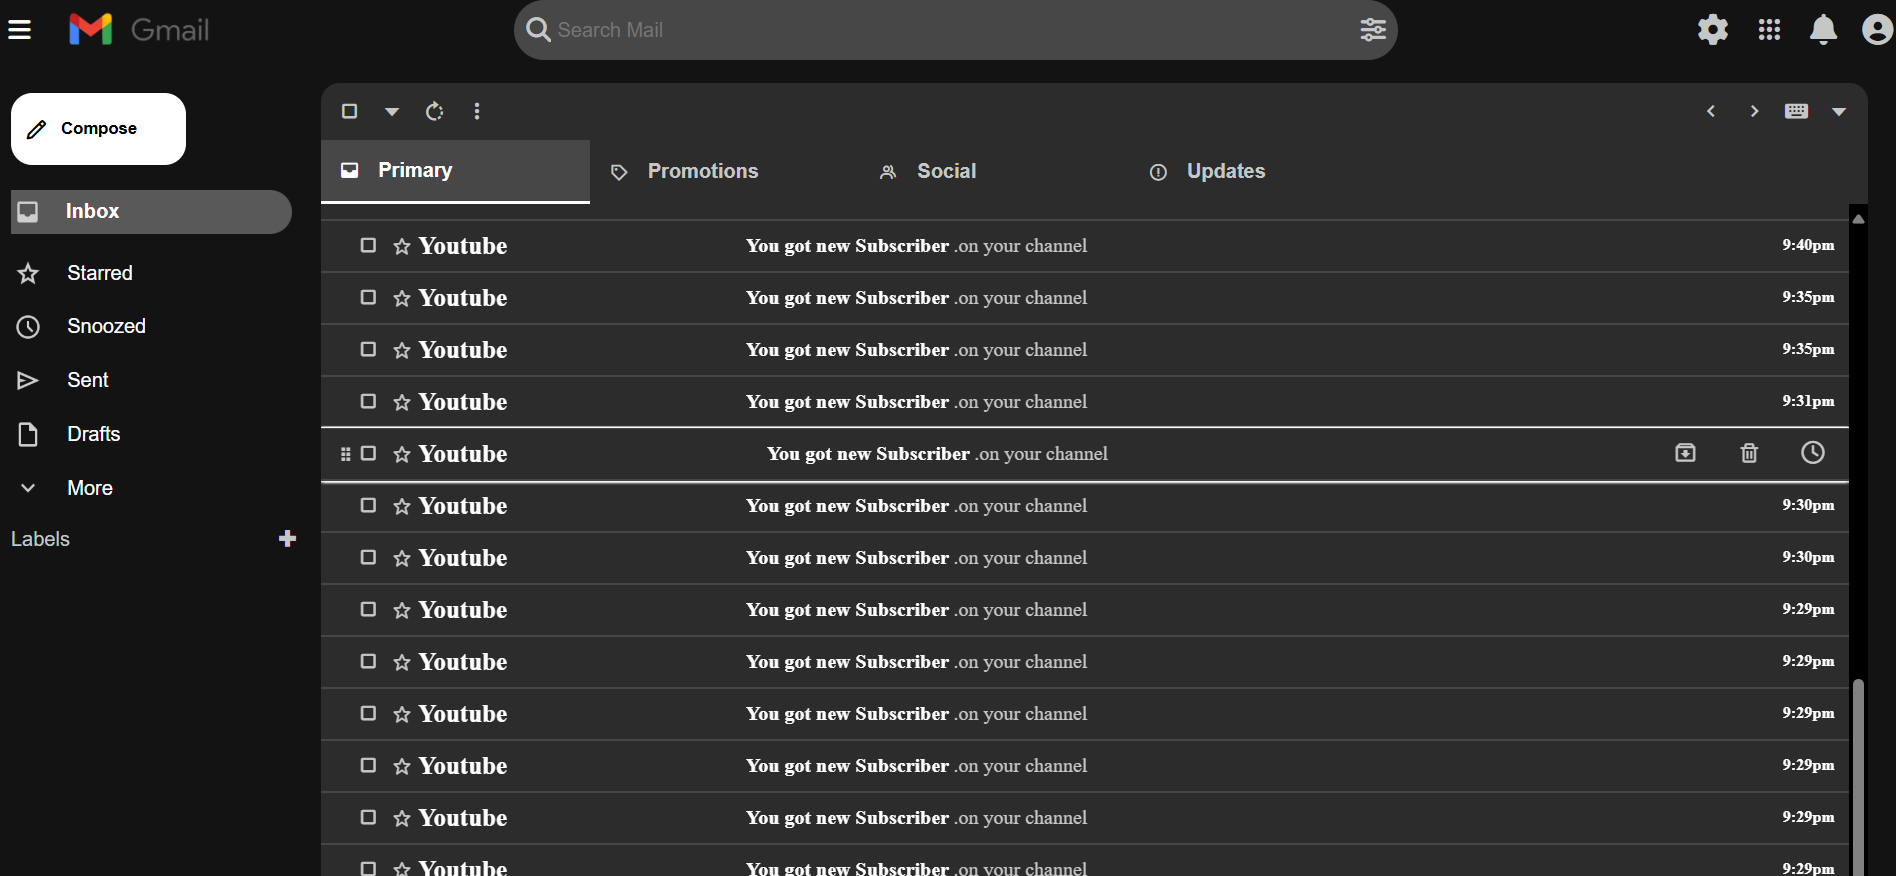 Gmail
Search Mail
Compose
Inbox
Starred
Snoozed
Sent
Drafts
More
Labels
Primary Promotions Social Updates
Youtube You got new Subscriber .on your channel 9:40pm
Youtube You got new Subscriber .on your channel 9:35pm
Youtube You got new Subscriber .on your channel 9:35pm
Youtube You got new Subscriber .on your channel 9:31pm
Youtube You got new Subscriber .on your channel
Youtube You got new Subscriber .on your channel 9:30pm
Youtube You got new Subscriber .on your channel 9:30pm
Youtube You got new Subscriber .on your channel 9:29pm
Youtube You got new Subscriber .on your channel 9:29pm
Youtube You got new Subscriber .on your channel 9:29pm
Youtube You got new Subscriber .on your channel 9:29pm
Youtube You got new Subscriber .on your channel 9:29pm
Youtube You got new Subscriber .on your channel 9:29pm